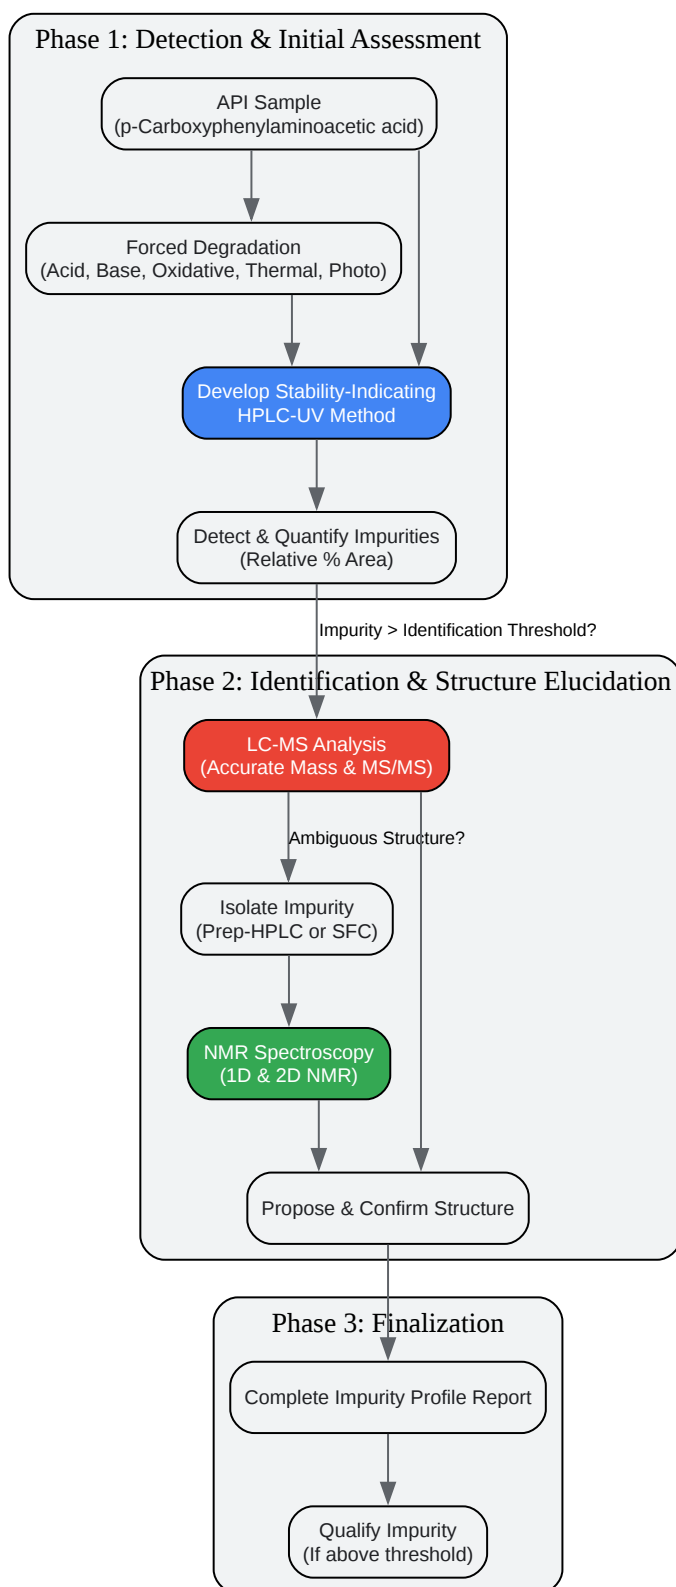 Phase 1: Detection & Initial Assessment
API Sample
(p-Carboxyphenylaminoacetic acid)
Forced Degradation
(Acid, Base, Oxidative, Thermal, Photo)
Develop Stability-Indicating
HPLC-UV Method
Detect & Quantify Impurities
(Relative % Area)
Impurity > Identification Threshold?
Phase 2: Identification & Structure Elucidation
LC-MS Analysis
(Accurate Mass & MS/MS)
Ambiguous Structure?
Isolate Impurity
(Prep-HPLC or SFC)
NMR Spectroscopy
(1D & 2D NMR)
Propose & Confirm Structure
Phase 3: Finalization
Complete Impurity Profile Report
Qualify Impurity
(If above threshold)